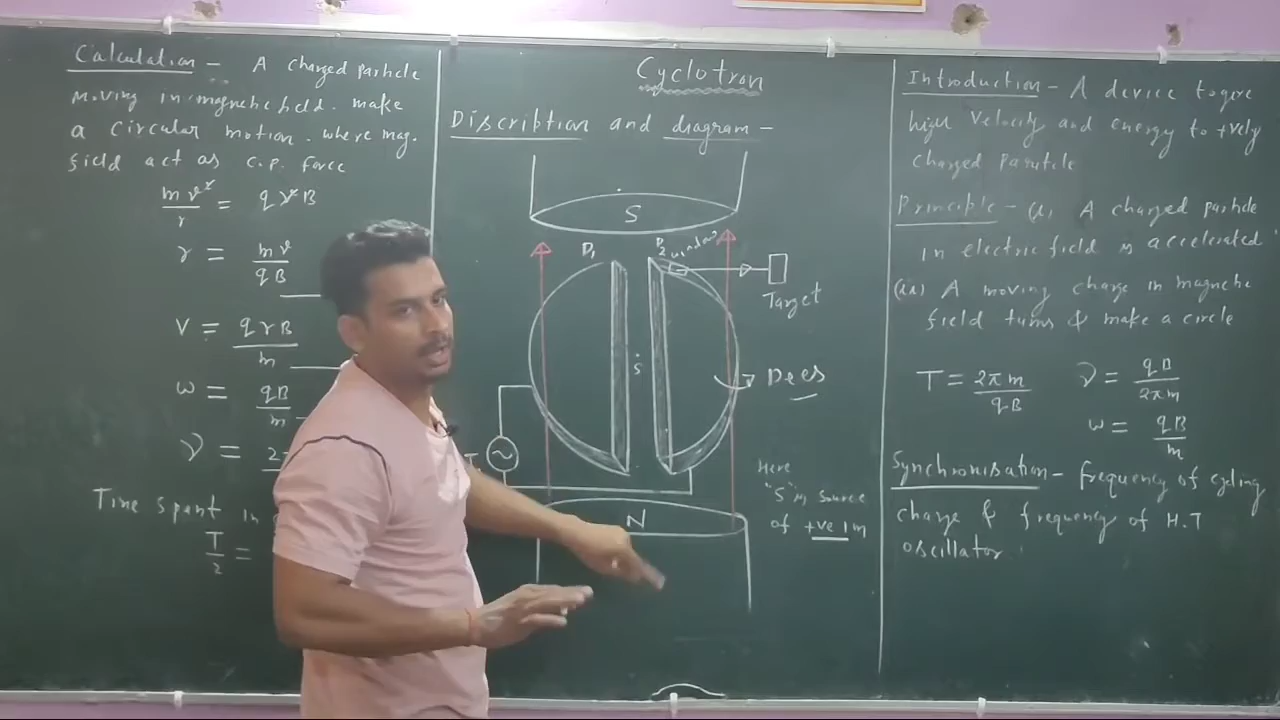 Calculation – A charged particle
moving in magnetic field. make
a circular motion. where mag.
field act as C.P. force
mv²/r = qvB
r = mv/qB
v = qrB/m
w = qB/m
ν =
Time spent in
T/2 =
Cyclotron
Discription and diagram –
S
D1
D2
window
Target
S
Dees
N
Here
"S" is source
of +ve im
Introduction – A device to give
high velocity and energy to +vely
charged particle
Principle – (i) A charged particle
in electric field is accelerated
(ii) A moving charge in magnetic
field turns & make a circle
T = 2πm/qB ν = qB/2πm
w = qB/m
Synchronisation – frequency of cycling
charge & frequency of H.T
oscillator